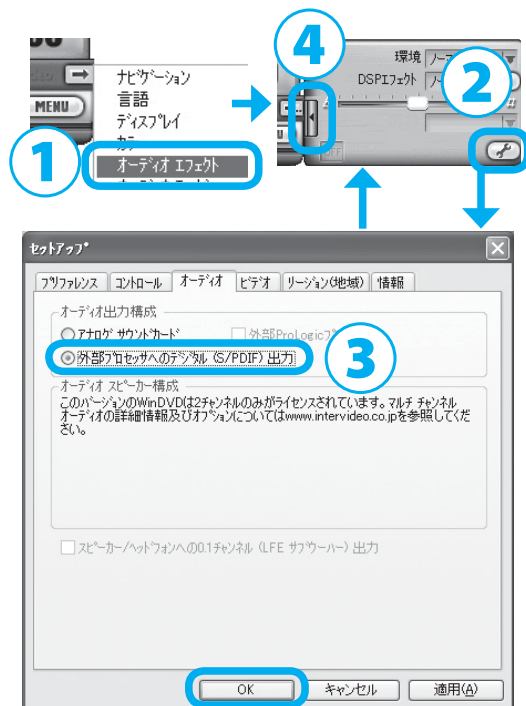 1
MENU
ナビゲーション
言語
ディスプレイ
オーディオ エフェクト
4
環境
DSPエフェクト
2
OFF
セットアップ
プリファレンス
コントロール
オーディオ
ビデオ
リージョン(地域)
情報
オーディオ出力構成
アナログ サウンドカード
外部ProLogic
外部プロセッサへのデジタル (S/PDIF) 出力
3
オーディオ スピーカー構成
このバージョンのWinDVDは2チャンネルのみがライセンスされています。マルチ チャンネル
オーディオの詳細情報及びオプションについてはwww.intervideo.co.jpを参照してくだ
さい。
スピーカー/ヘッドフォンへの0.1チャンネル (LFE サブウーハー) 出力
OK
キャンセル
適用(A)